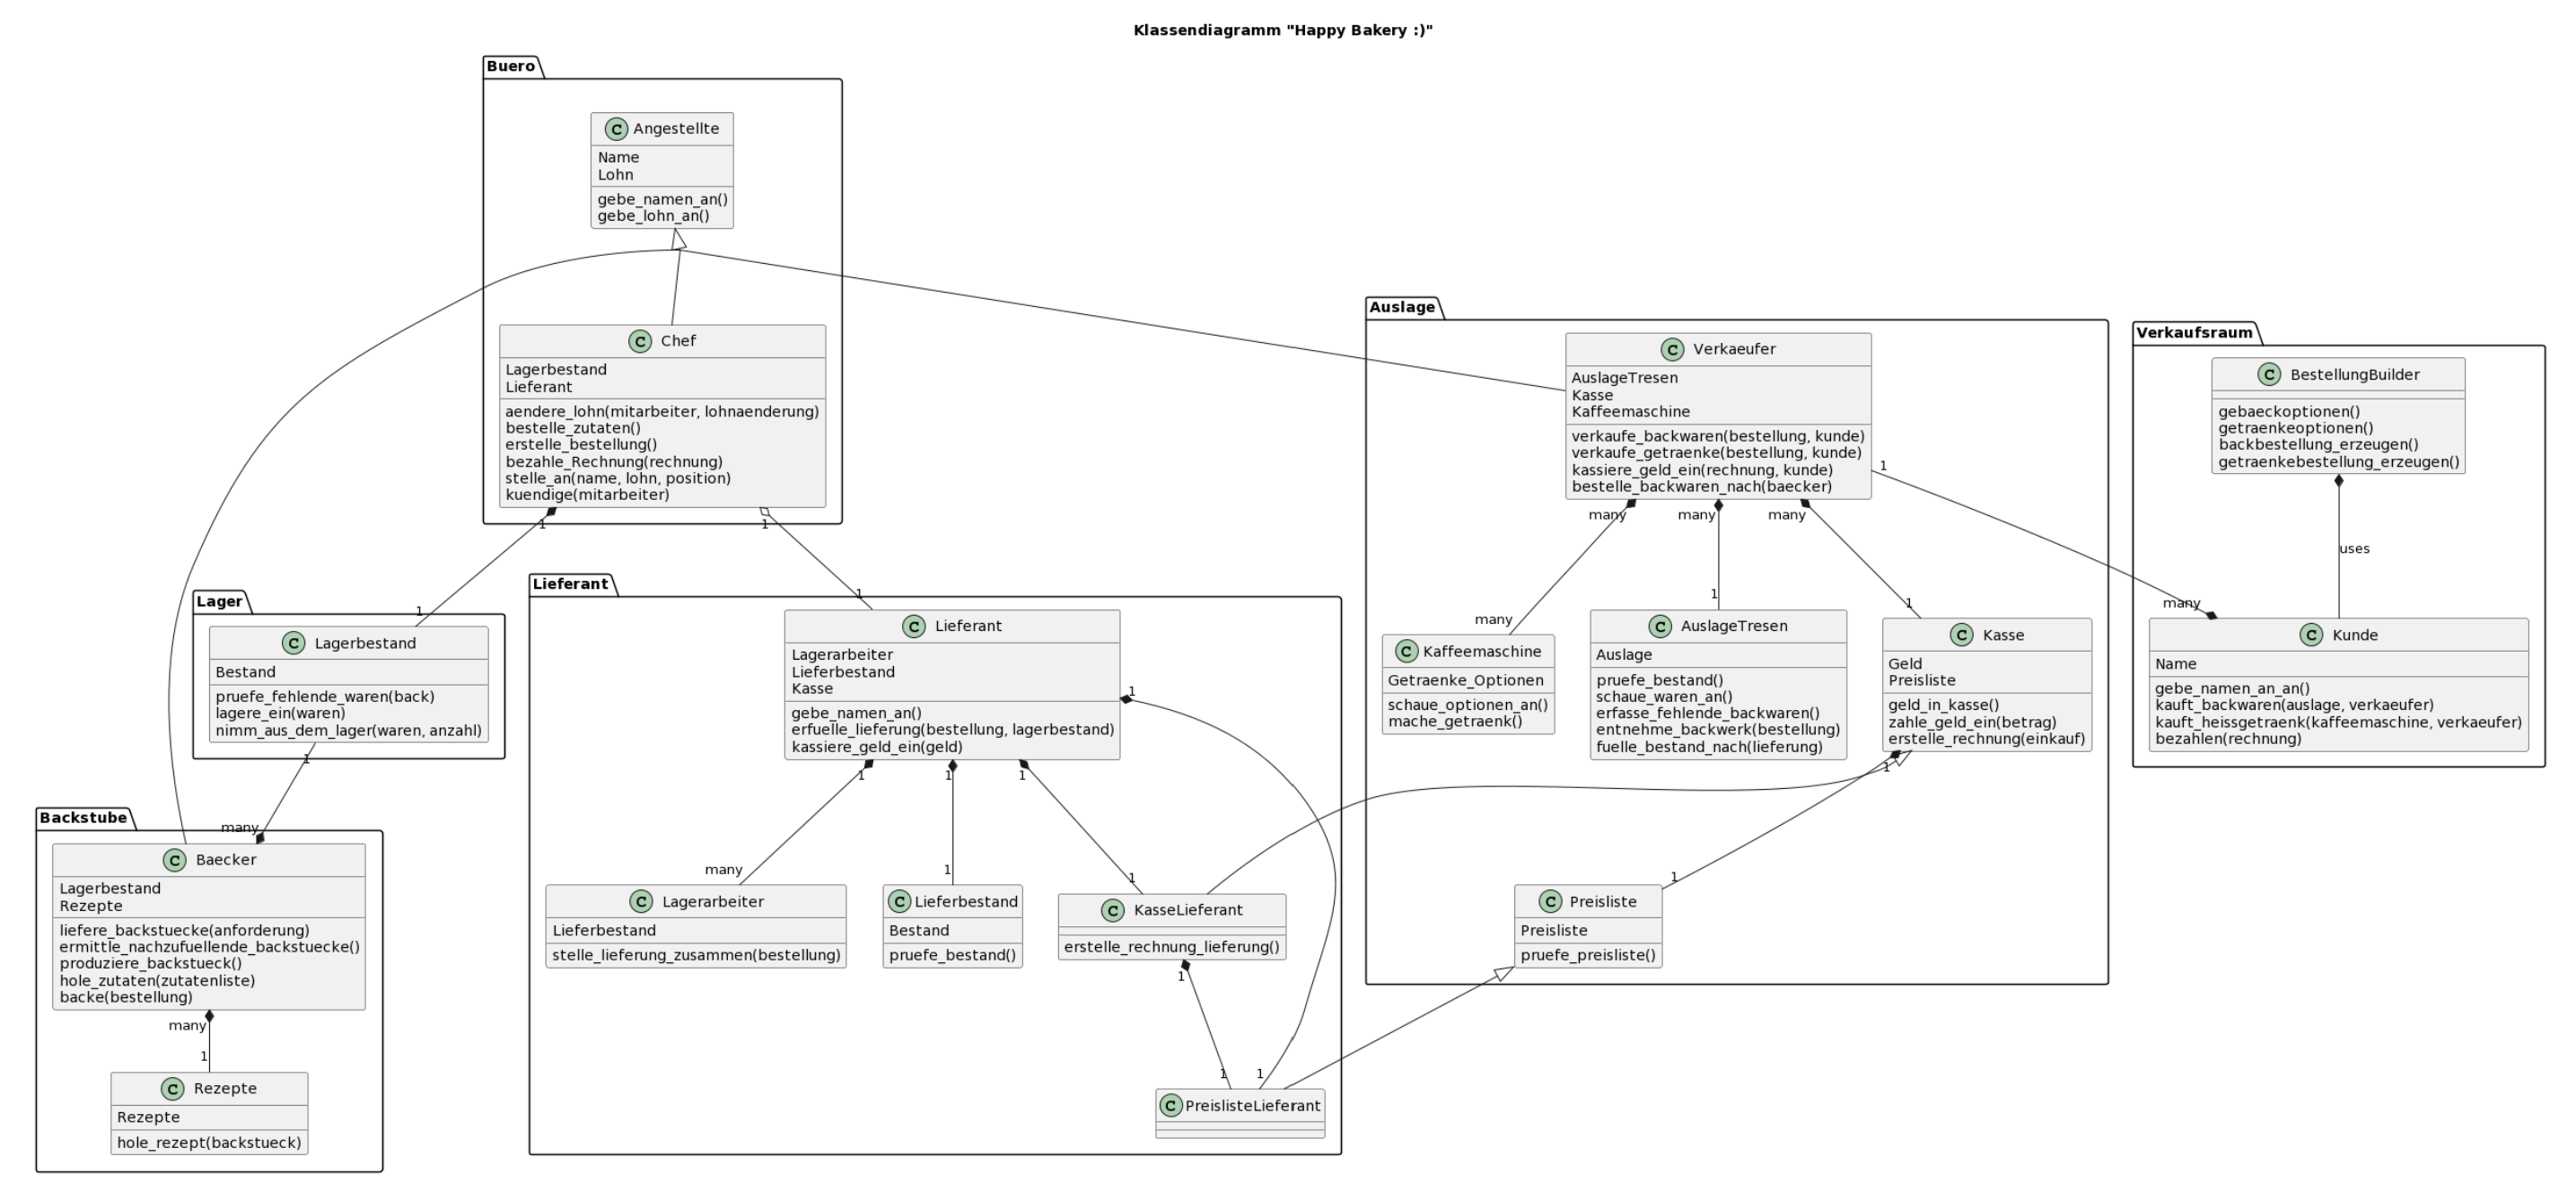 Klassendiagramm "Happy Bakery :)"
Buero
C Angestellte
Name
Lohn
gebe_namen_an()
gebe_lohn_an()
C Chef
Lagerbestand
Lieferant
aendere_lohn(mitarbeiter, lohnaenderung)
bestelle_zutaten()
erstelle_bestellung()
bezahle_Rechnung(rechnung)
stelle_an(name, lohn, position)
kuendige(mitarbeiter)
1
1
Auslage
C Verkaeufer
AuslageTresen
Kasse
Kaffeemaschine
verkaufe_backwaren(bestellung, kunde)
verkaufe_getraenke(bestellung, kunde)
kassiere_geld_ein(rechnung, kunde)
bestelle_backwaren_nach(baecker)
1
many
many
many
many
1
1
C Kaffeemaschine
Getraenke_Optionen
schaue_optionen_an()
mache_getraenk()
C AuslageTresen
Auslage
pruefe_bestand()
schaue_waren_an()
erfasse_fehlende_backwaren()
entnehme_backwerk(bestellung)
fuelle_bestand_nach(lieferung)
C Kasse
Geld
Preisliste
geld_in_kasse()
zahle_geld_ein(betrag)
erstelle_rechnung(einkauf)
1
1
C Preisliste
Preisliste
pruefe_preisliste()
Verkaufsraum
C BestellungBuilder
gebaeckoptionen()
getraenkeoptionen()
backbestellung_erzeugen()
getraenkebestellung_erzeugen()
uses
many
C Kunde
Name
gebe_namen_an_an()
kauft_backwaren(auslage, verkaeufer)
kauft_heissgetraenk(kaffeemaschine, verkaeufer)
bezahlen(rechnung)
Lager
1
C Lagerbestand
Bestand
pruefe_fehlende_waren(back)
lagere_ein(waren)
nimm_aus_dem_lager(waren, anzahl)
1
Lieferant
1
C Lieferant
Lagerarbeiter
Lieferbestand
Kasse
gebe_namen_an()
erfuelle_lieferung(bestellung, lagerbestand)
kassiere_geld_ein(geld)
1
1
1
1
many
1
1
C Lagerarbeiter
Lieferbestand
stelle_lieferung_zusammen(bestellung)
C Lieferbestand
Bestand
pruefe_bestand()
C KasseLieferant
erstelle_rechnung_lieferung()
1
1
1
C PreislisteLieferant
Backstube
many
C Baecker
Lagerbestand
Rezepte
liefere_backstuecke(anforderung)
ermittle_nachzufuellende_backstuecke()
produziere_backstueck()
hole_zutaten(zutatenliste)
backe(bestellung)
many
1
C Rezepte
Rezepte
hole_rezept(backstueck)